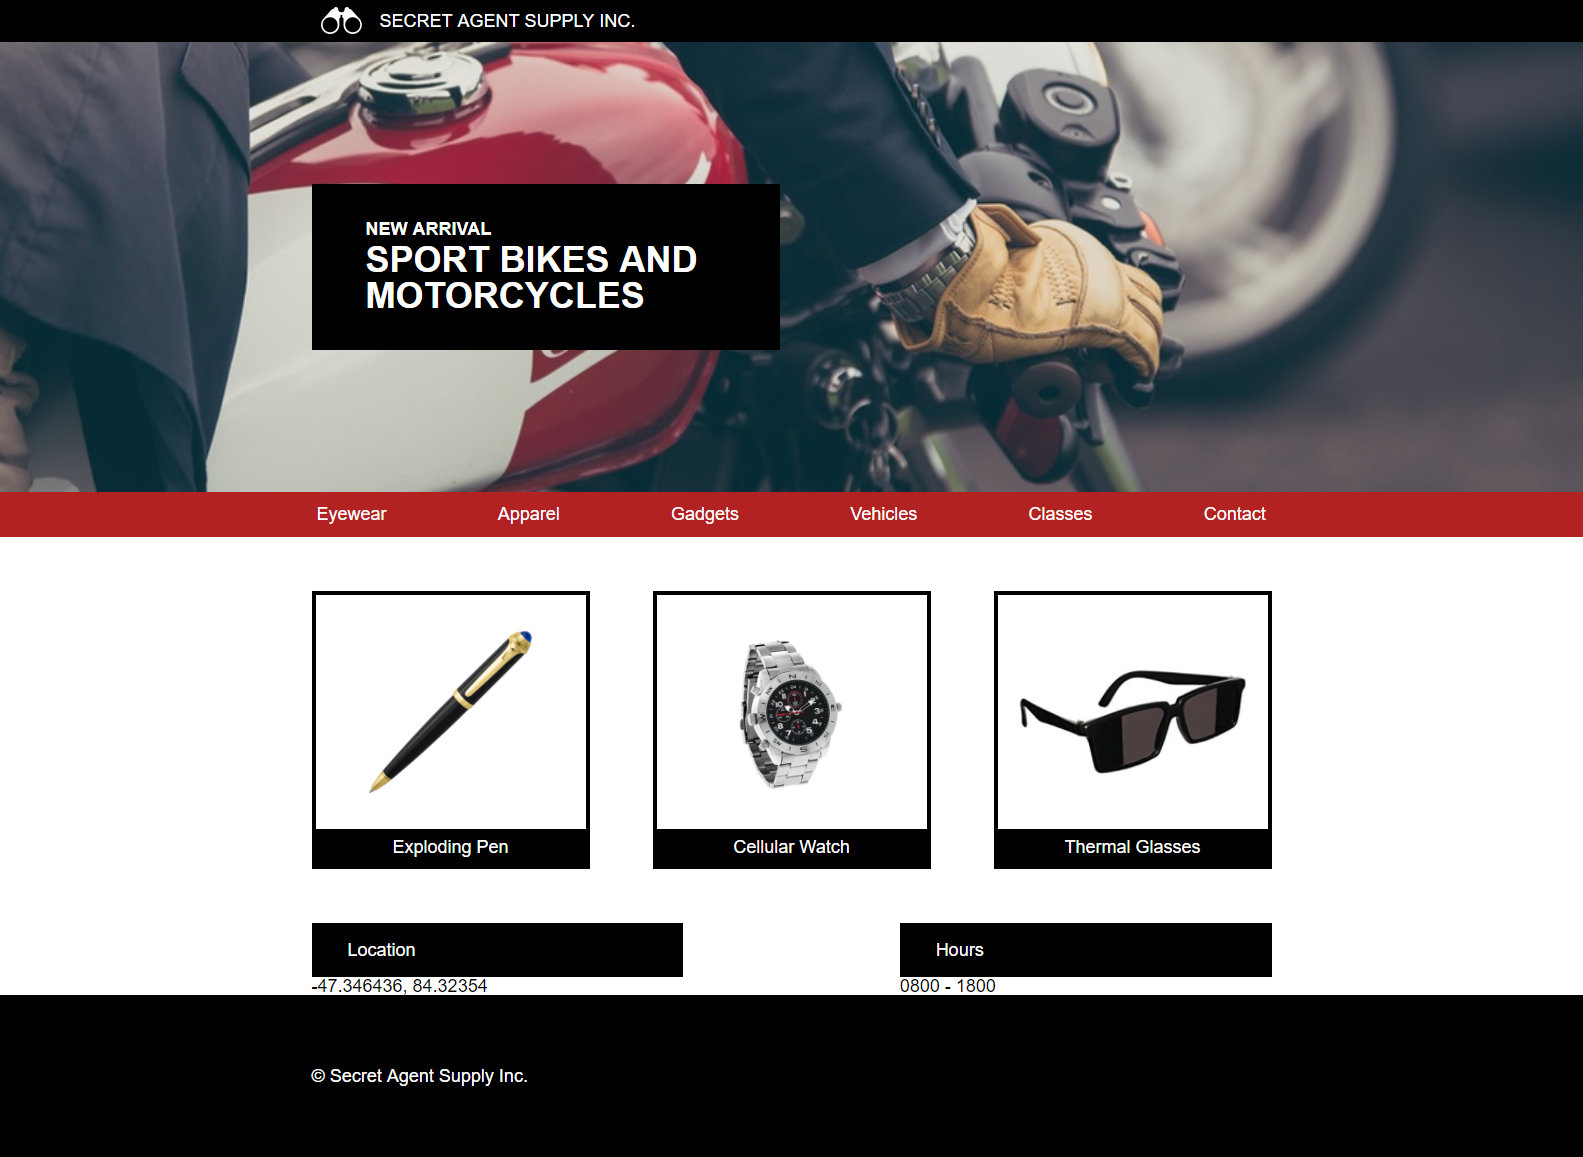 SECRET AGENT SUPPLY INC.
NEW ARRIVAL
SPORT BIKES AND
MOTORCYCLES
Eyewear Apparel Gadgets Vehicles Classes Contact
Exploding Pen Cellular Watch Thermal Glasses
Location Hours
-47.346436, 84.32354 0800 - 1800
© Secret Agent Supply Inc.